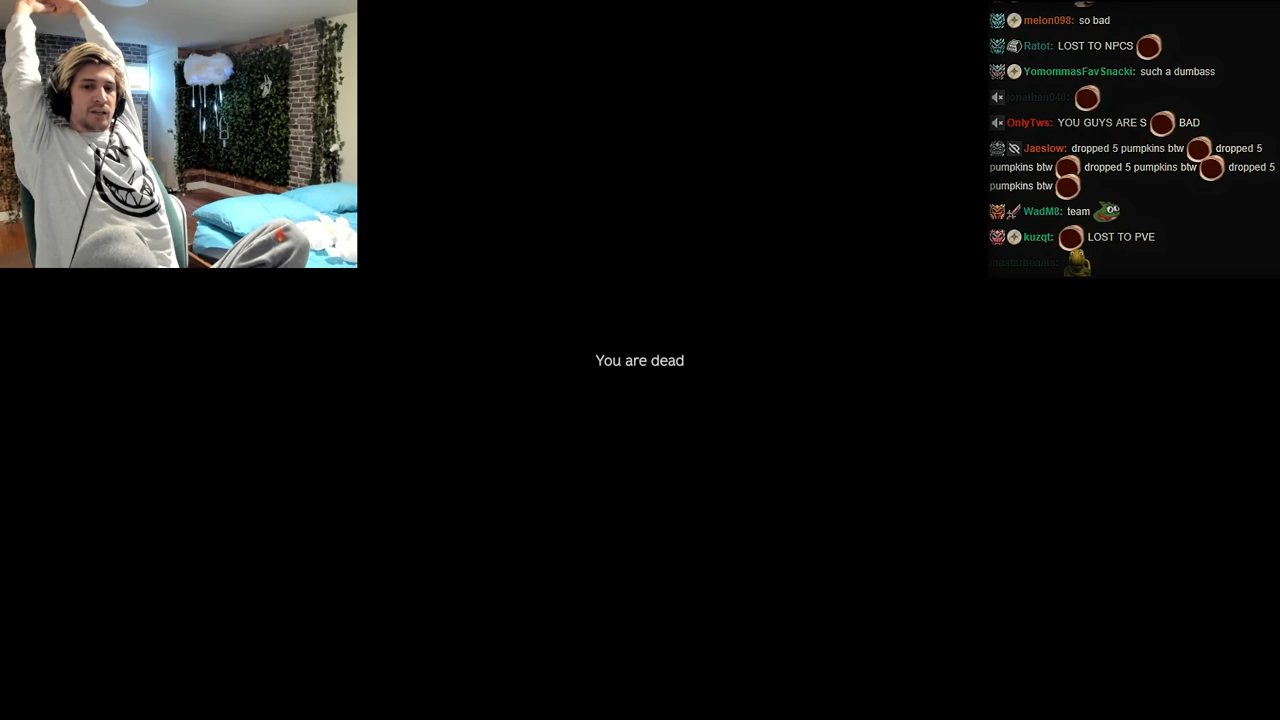 melon098: so bad
Ratot: LOST TO NPCS
YomommasFavSnacki: such a dumbass
jonathan040:
OnlyTws: YOU GUYS ARE S BAD
Jaeslow: dropped 5 pumpkins btw dropped 5
pumpkins btw dropped 5 pumpkins btw dropped 5
pumpkins btw
WadM8: team
kuzqt: LOST TO PVE
You are dead